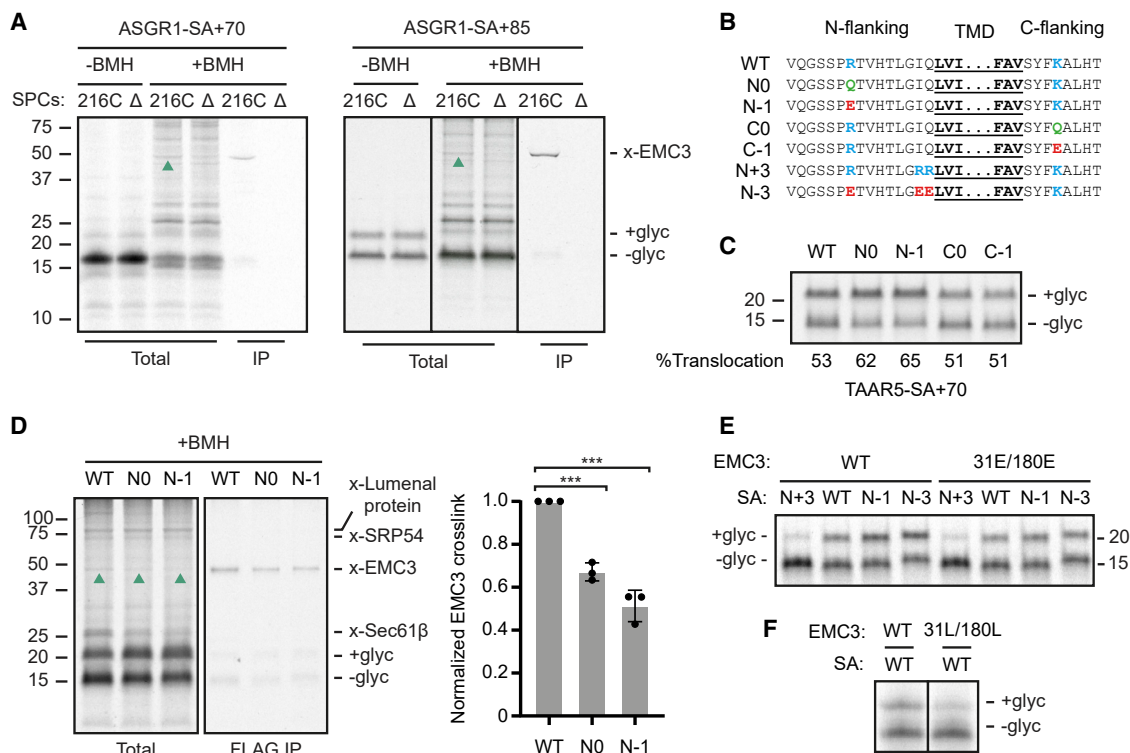 A
ASGR1-SA+70
-BMH +BMH
SPCs: 216C Δ 216C Δ 216C Δ
75
50
37
25
20
15
10
Total IP
ASGR1-SA+85
-BMH +BMH
216C Δ 216C Δ 216C Δ
x-EMC3
+glyc
-glyc
Total IP
B
N-flanking TMD C-flanking
WT VQGSSPRTVHTLGIQLVI...FAVSYFKALHT
N0 VQGSSPQTVHTLGIQLVI...FAVSYFKALHT
N-1 VQGSSPETVHTLGIQLVI...FAVSYFKALHT
C0 VQGSSPRTVHTLGIQLVI...FAVSYFQALHT
C-1 VQGSSPRTVHTLGIQLVI...FAVSYFEALHT
N+3 VQGSSPRTVHTLGRRLVI...FAVSYFKALHT
N-3 VQGSSPETVHTLGEELVI...FAVSYFKALHT
C
WT N0 N-1 C0 C-1
20
15
+glyc
-glyc
%Translocation 53 62 65 51 51
TAAR5-SA+70
D
+BMH
WT N0 N-1 WT N0 N-1
100
75
50
37
25
20
15
x-Lumenal
protein
x-SRP54
x-EMC3
x-Sec61β
+glyc
-glyc
Total FLAG IP
Normalized EMC3 crosslink
1.0
0.8
0.6
0.4
0.2
0
***
***
WT N0 N-1
E
EMC3: WT 31E/180E
SA: N+3 WT N-1 N-3 N+3 WT N-1 N-3
+glyc
-glyc
20
15
F
EMC3: WT 31L/180L
SA: WT WT
+glyc
-glyc